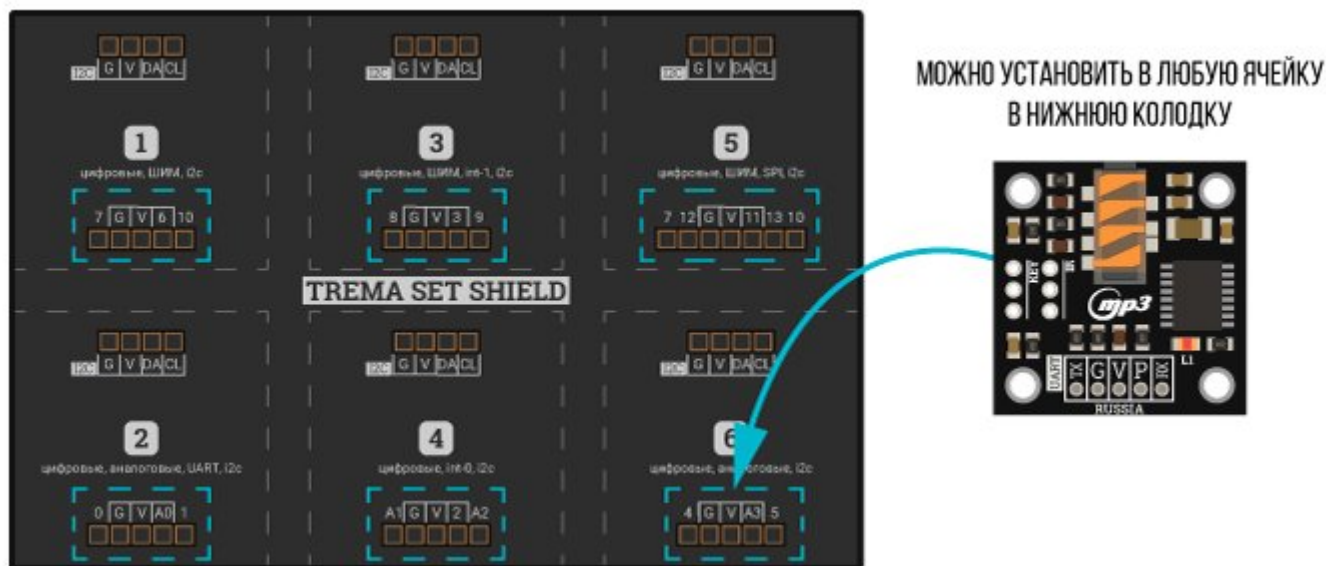 I2C G V DA CL
1
цифровые, ШИМ, i2c
7 G V 6 10
I2C G V DA CL
3
цифровые, ШИМ, int-1, i2c
8 G V 3 9
I2C G V DA CL
5
цифровые, ШИМ, SPI, i2c
7 12 G V 11 13 10
TREMA SET SHIELD
I2C G V DA CL
2
цифровые, аналоговые, UART, i2c
0 G V A0 1
I2C G V DA CL
4
цифровые, int-0, i2c
A1 G V 2 A2
I2C G V DA CL
6
цифровые, аналоговые, i2c
4 G V A3 5
МОЖНО УСТАНОВИТЬ В ЛЮБУЮ ЯЧЕЙКУ
В НИЖНЮЮ КОЛОДКУ
KEY
IR
mp3
L1
UART TX G V P RX
RUSSIA